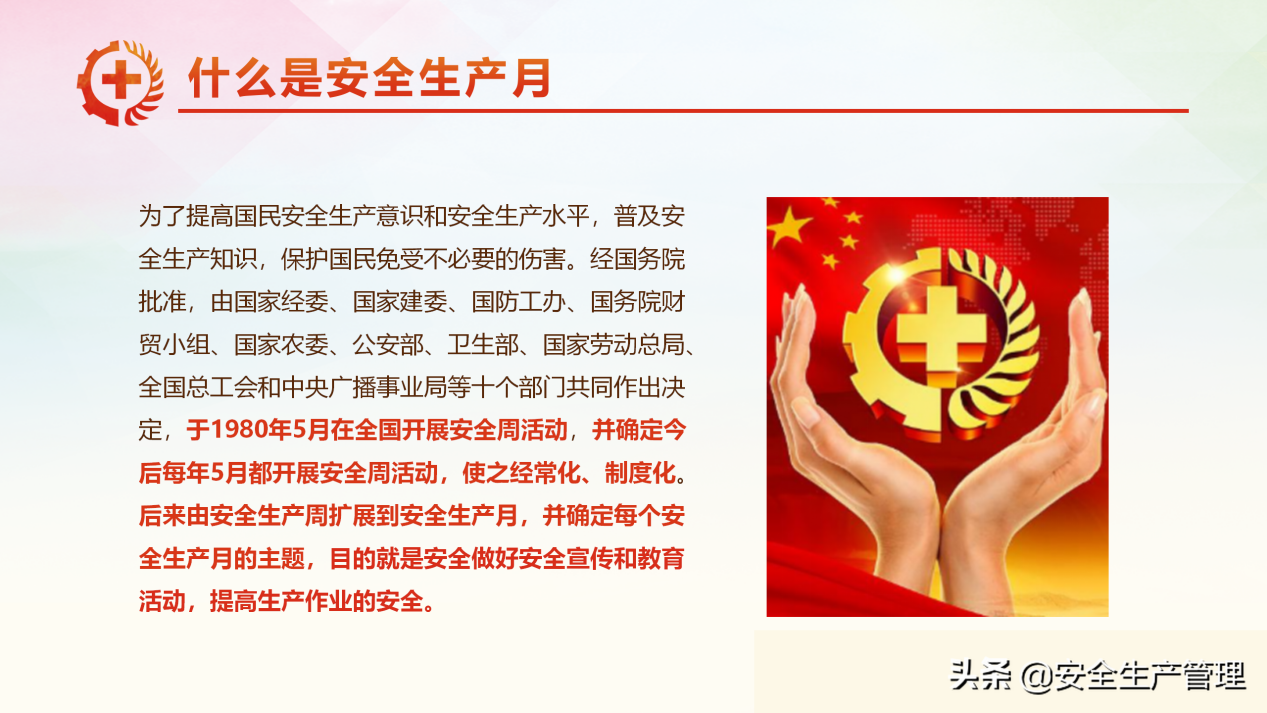 什么是安全生产月
为了提高国民安全生产意识和安全生产水平，普及安
全生产知识，保护国民免受不必要的伤害。经国务院
批准，由国家经委、国家建委、国防工办、国务院财
贸小组、国家农委、公安部、卫生部、国家劳动总局、
全国总工会和中央广播事业局等十个部门共同作出决
定，于1980年5月在全国开展安全周活动，并确定今
后每年5月都开展安全周活动，使之经常化、制度化。
后来由安全生产周扩展到安全生产月，并确定每个安
全生产月的主题，目的就是安全做好安全宣传和教育
活动，提高生产作业的安全。
头条 @安全生产管理